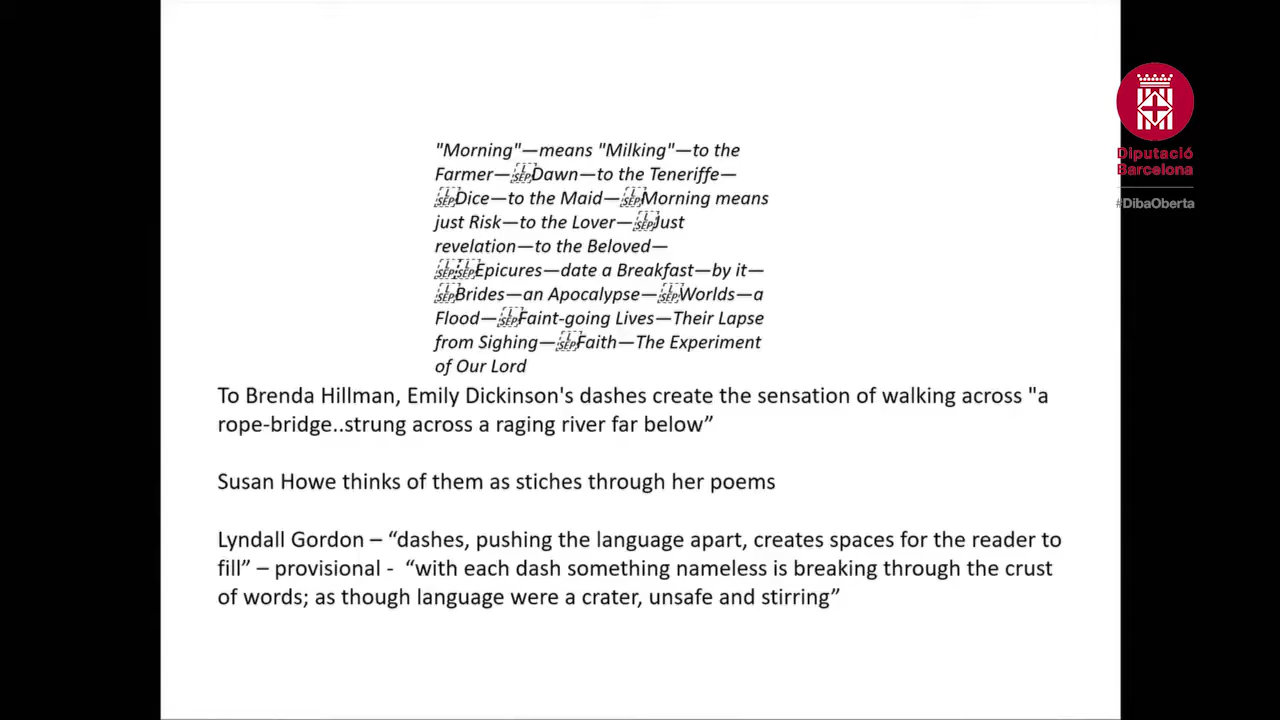 "Morning"—means "Milking"—to the
Farmer—Dawn—to the Teneriffe—
Dice—to the Maid—Morning means
just Risk—to the Lover—Just
revelation—to the Beloved—
Epicures—date a Breakfast—by it—
Brides—an Apocalypse—Worlds—a
Flood—Faint-going Lives—Their Lapse
from Sighing—Faith—The Experiment
of Our Lord
To Brenda Hillman, Emily Dickinson's dashes create the sensation of walking across "a
rope-bridge..strung across a raging river far below”
Susan Howe thinks of them as stiches through her poems
Lyndall Gordon – “dashes, pushing the language apart, creates spaces for the reader to
fill” – provisional -  “with each dash something nameless is breaking through the crust
of words; as though language were a crater, unsafe and stirring”
Diputació
Barcelona
#DibaOberta